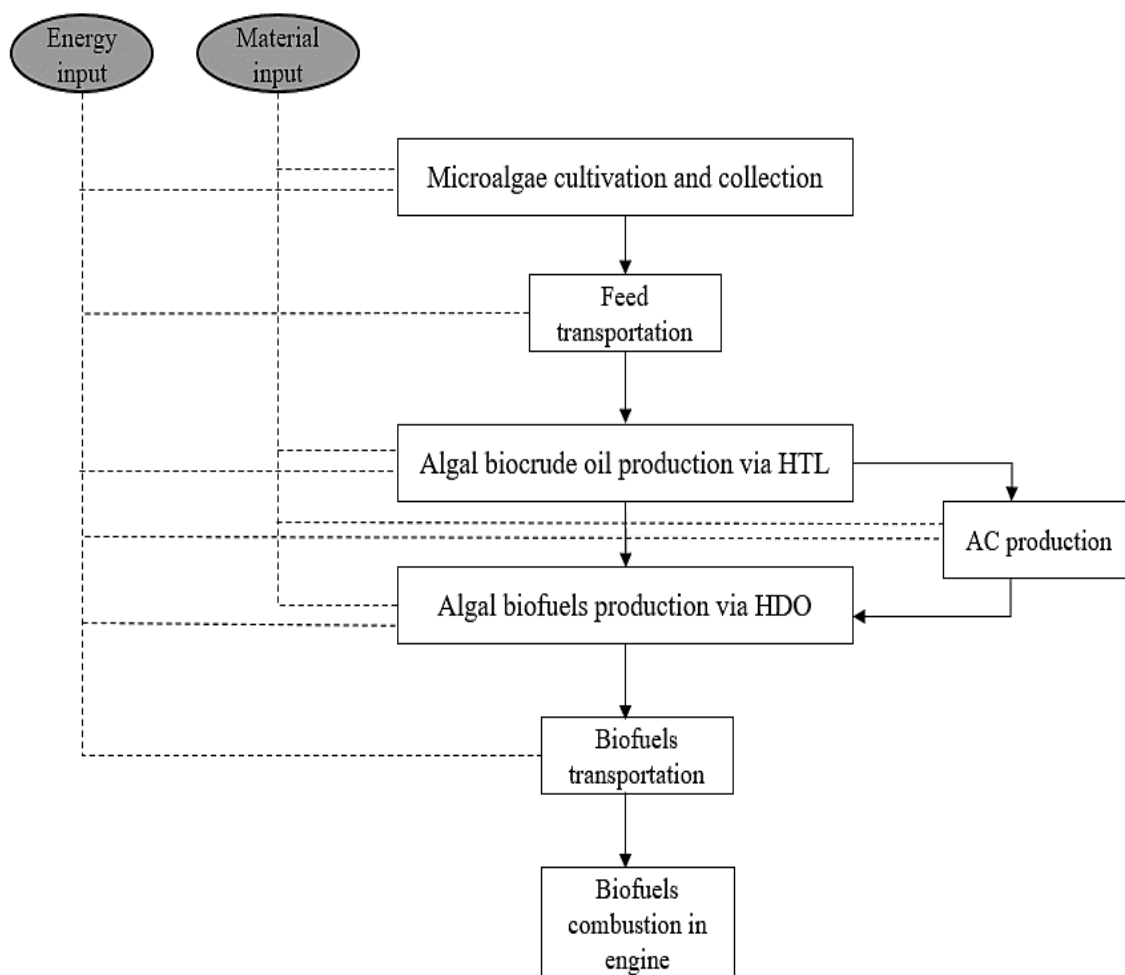 Energy
input
Material
input
Microalgae cultivation and collection
Feed
transportation
Algal biocrude oil production via HTL
AC production
Algal biofuels production via HDO
Biofuels
transportation
Biofuels
combustion in
engine